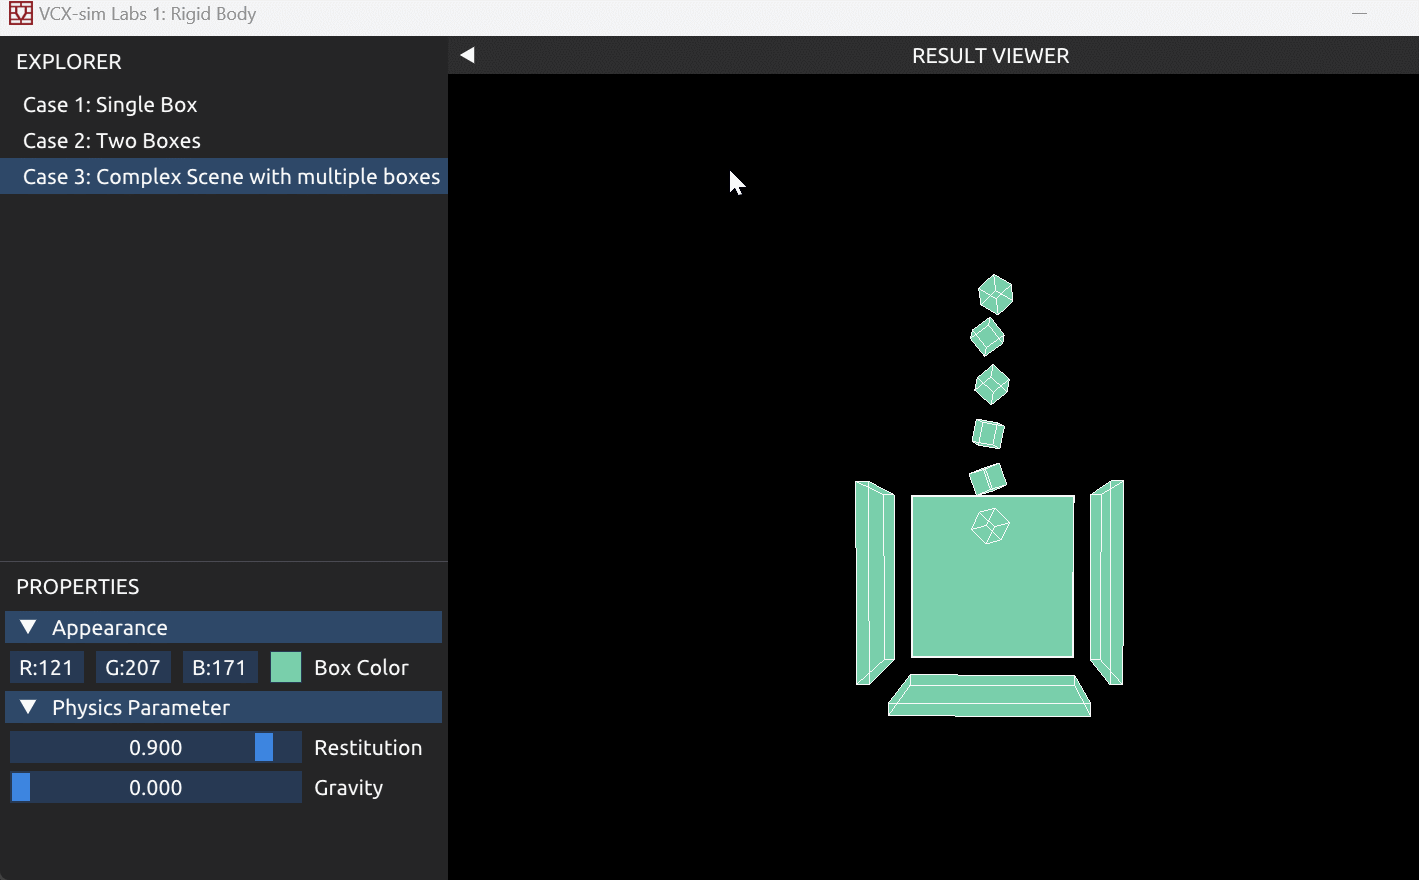 VCX-sim Labs 1: Rigid Body
EXPLORER
Case 1: Single Box
Case 2: Two Boxes
Case 3: Complex Scene with multiple boxes
RESULT VIEWER
PROPERTIES
Appearance
R:121 G:207 B:171 Box Color
Physics Parameter
0.900 Restitution
0.000 Gravity